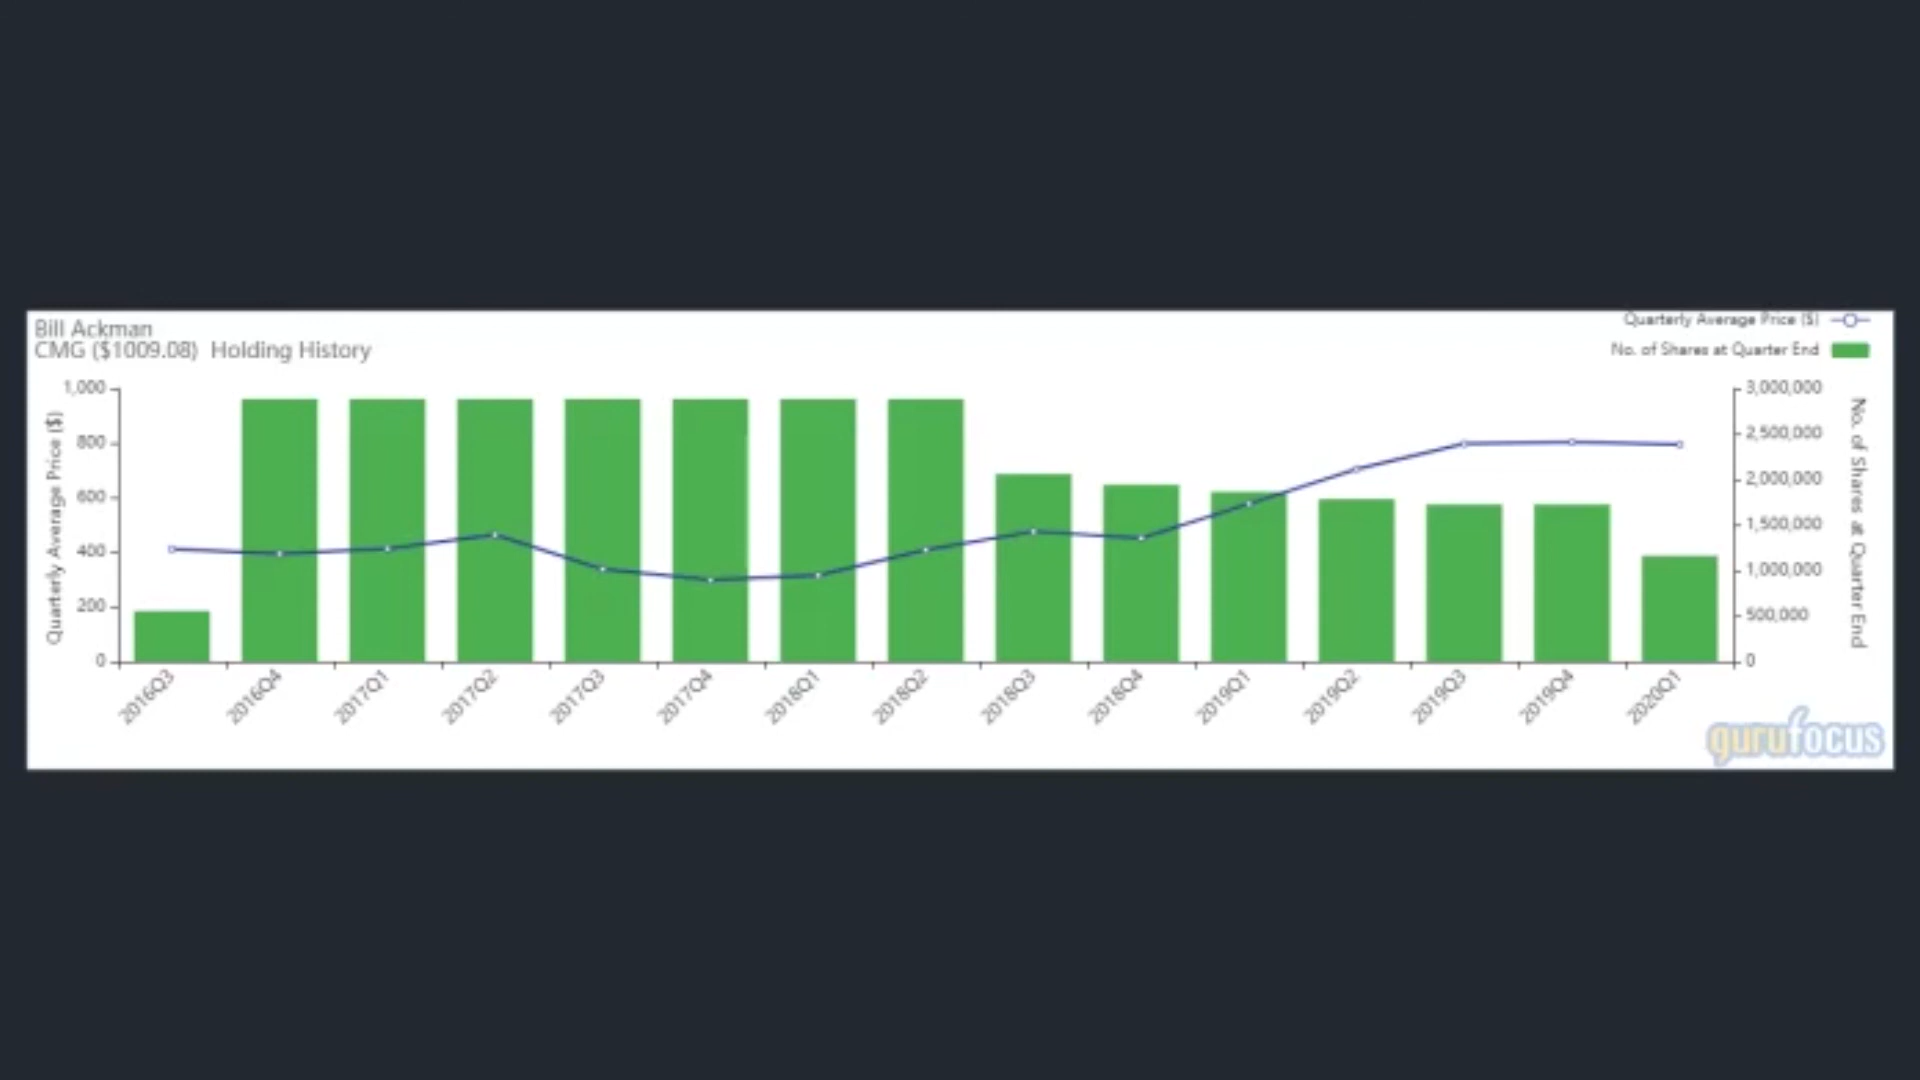 Bill Ackman
CMG ($1009.08) Holding History
Quarterly Average Price ($)
No. of Shares at Quarter End
1,000
800
600
400
200
0
Quarterly Average Price ($)
3,000,000
2,500,000
2,000,000
1,500,000
1,000,000
500,000
0
No. of Shares at Quarter End
2016Q3
2016Q4
2017Q1
2017Q2
2017Q3
2017Q4
2018Q1
2018Q2
2018Q3
2018Q4
2019Q1
2019Q2
2019Q3
2019Q4
2020Q1
gurufocus